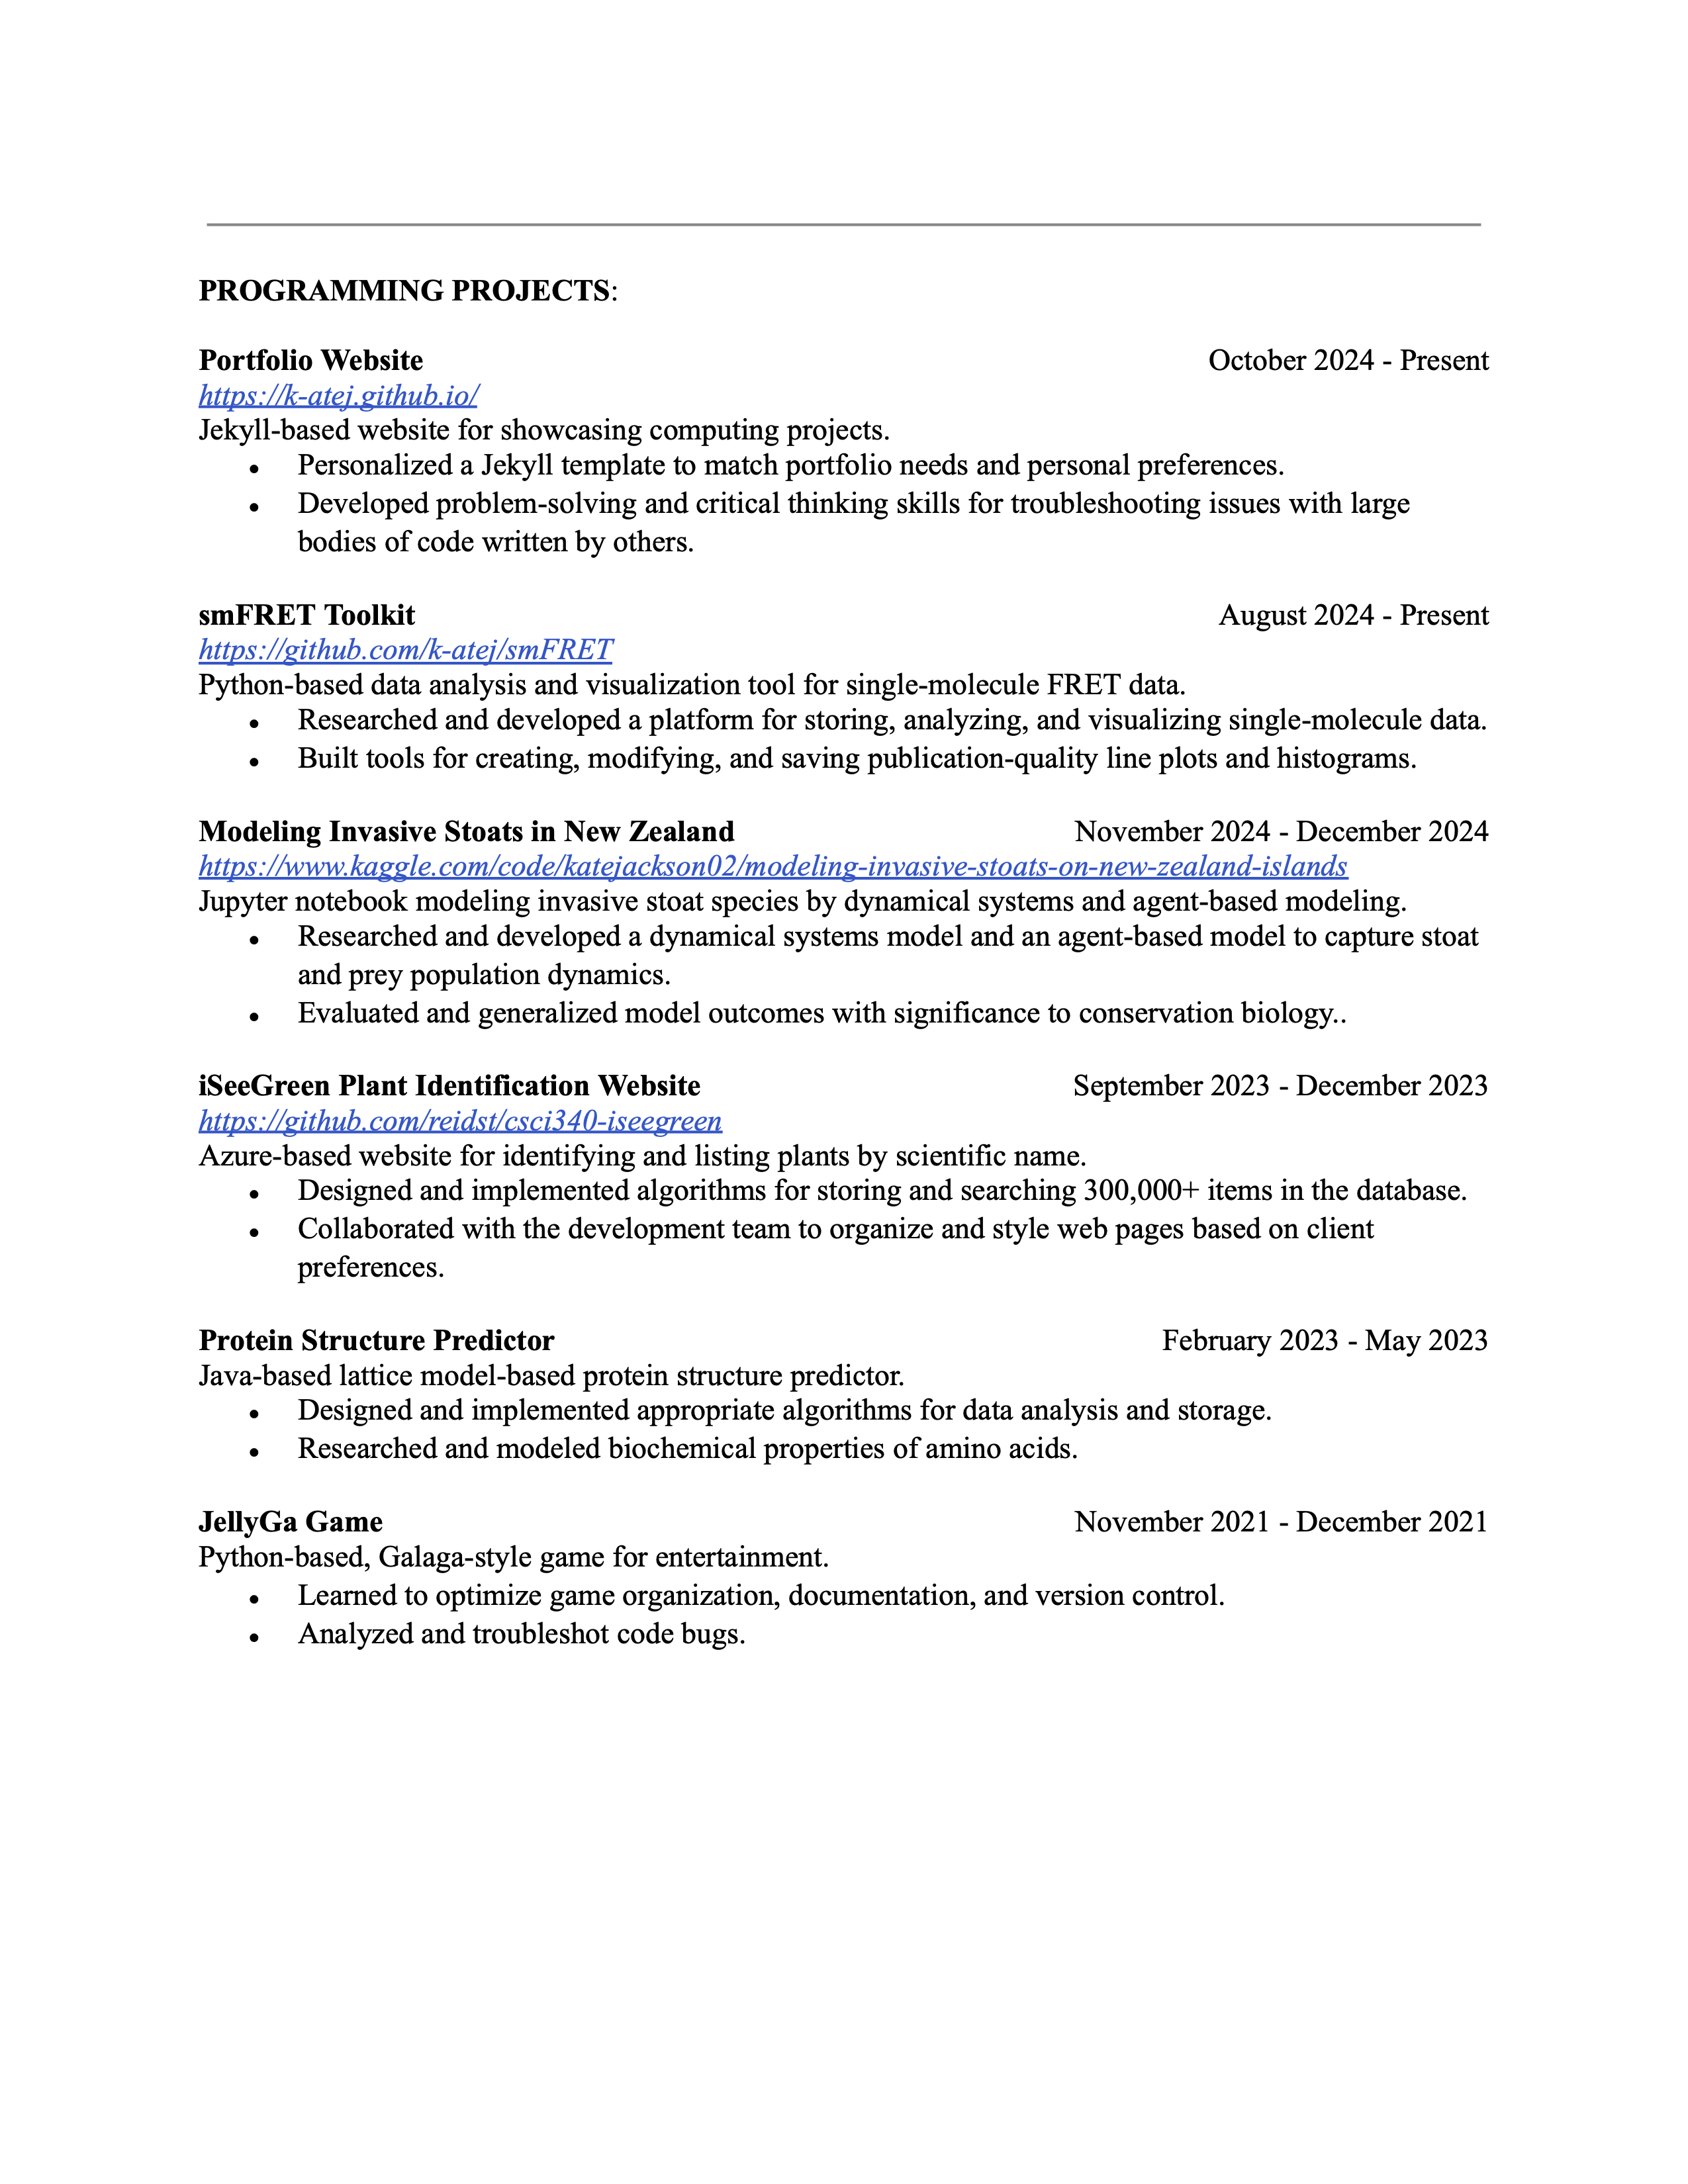 PROGRAMMING PROJECTS:
Portfolio Website October 2024 - Present
https://k-atej.github.io/
Jekyll-based website for showcasing computing projects.
● Personalized a Jekyll template to match portfolio needs and personal preferences.
● Developed problem-solving and critical thinking skills for troubleshooting issues with large
bodies of code written by others.
smFRET Toolkit August 2024 - Present
https://github.com/k-atej/smFRET
Python-based data analysis and visualization tool for single-molecule FRET data.
● Researched and developed a platform for storing, analyzing, and visualizing single-molecule data.
● Built tools for creating, modifying, and saving publication-quality line plots and histograms.
Modeling Invasive Stoats in New Zealand November 2024 - December 2024
https://www.kaggle.com/code/katejackson02/modeling-invasive-stoats-on-new-zealand-islands
Jupyter notebook modeling invasive stoat species by dynamical systems and agent-based modeling.
● Researched and developed a dynamical systems model and an agent-based model to capture stoat
and prey population dynamics.
● Evaluated and generalized model outcomes with significance to conservation biology..
iSeeGreen Plant Identification Website September 2023 - December 2023
https://github.com/reidst/csci340-iseegreen
Azure-based website for identifying and listing plants by scientific name.
● Designed and implemented algorithms for storing and searching 300,000+ items in the database.
● Collaborated with the development team to organize and style web pages based on client
preferences.
Protein Structure Predictor February 2023 - May 2023
Java-based lattice model-based protein structure predictor.
● Designed and implemented appropriate algorithms for data analysis and storage.
● Researched and modeled biochemical properties of amino acids.
JellyGa Game November 2021 - December 2021
Python-based, Galaga-style game for entertainment.
● Learned to optimize game organization, documentation, and version control.
● Analyzed and troubleshot code bugs.